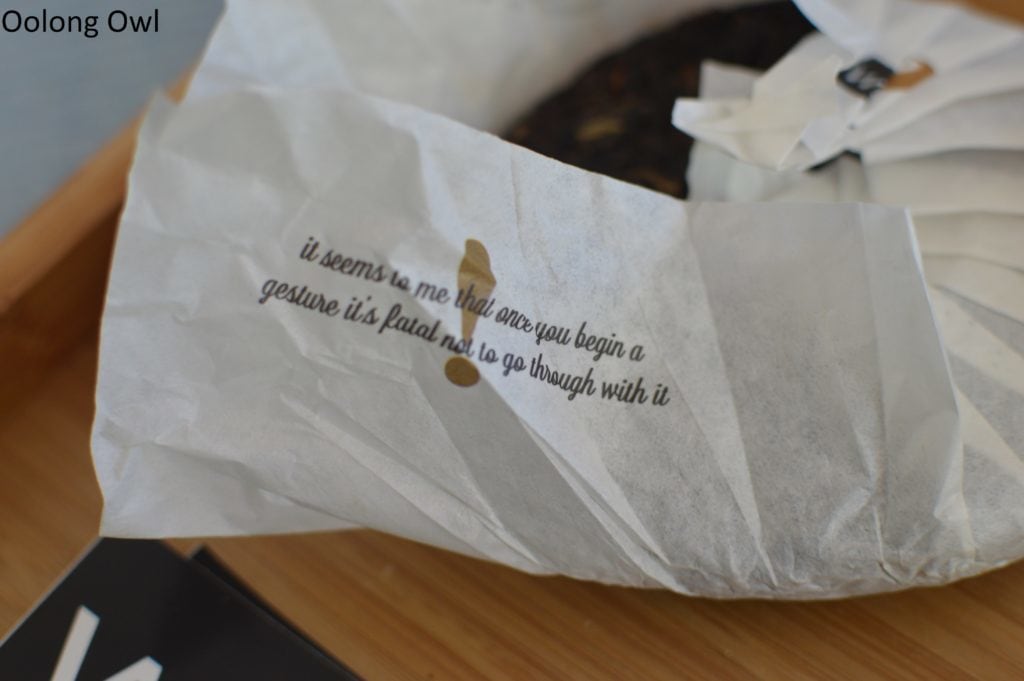 Oolong Owl
it seems to me that once you begin a
gesture it's fatal not to go through with it